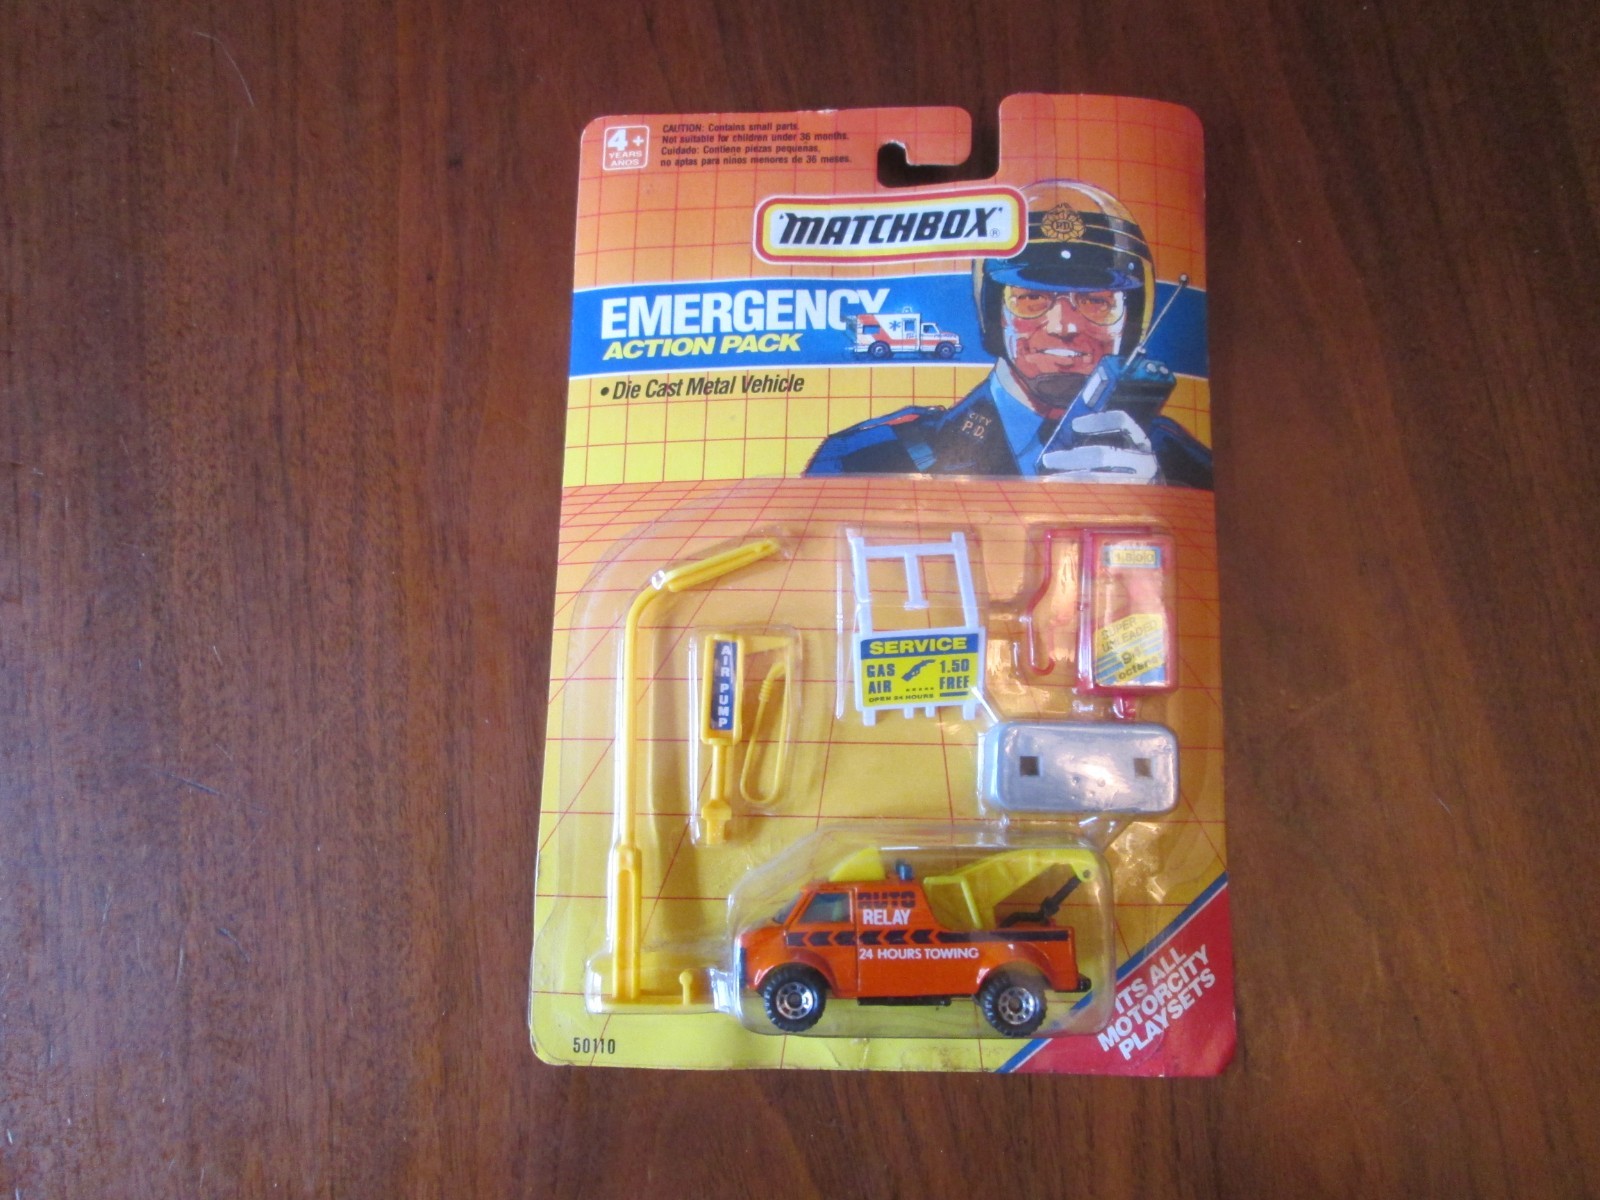 4+
YEARS
AÑOS
CAUTION: Contains small parts.
Not suitable for children under 36 months.
Cuidado: Contiene piezas pequenas,
no aptas para niños menores de 36 meses.
MATCHBOX®
P.D.
EMERGENCY
ACTION PACK
• Die Cast Metal Vehicle
CITY
P.D.
AIR PUMP
SERVICE
GAS 1.50
AIR ..... FREE
OPEN 24 HOURS
SUPER
UNLEADED
octane
AUTO
RELAY
24 HOURS TOWING
FITS ALL
MOTORCITY
PLAYSETS
50110